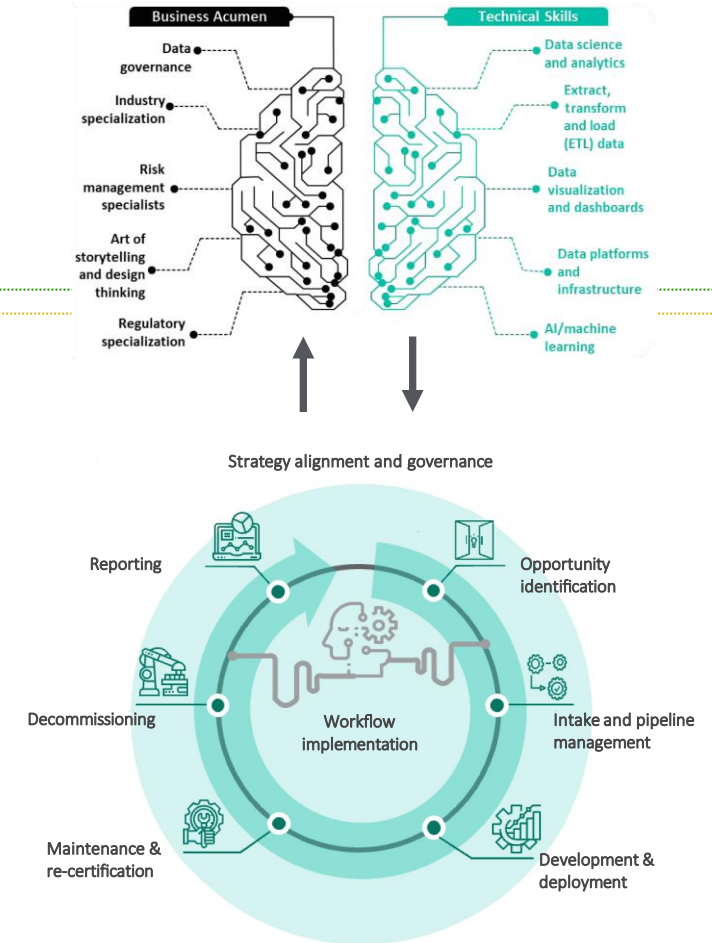 Business Acumen
Data
governance
Industry
specialization
Risk
management
specialists
Art of
storytelling
and design
thinking
Regulatory
specialization
Technical Skills
Data science
and analytics
Extract,
transform
and load
(ETL) data
Data
visualization
and dashboards
Data platforms
and
infrastructure
AI/machine
learning
Strategy alignment and governance
Reporting
Opportunity
identification
Decommissioning
Workflow
implementation
Intake and pipeline
management
Maintenance &
re-certification
Development &
deployment